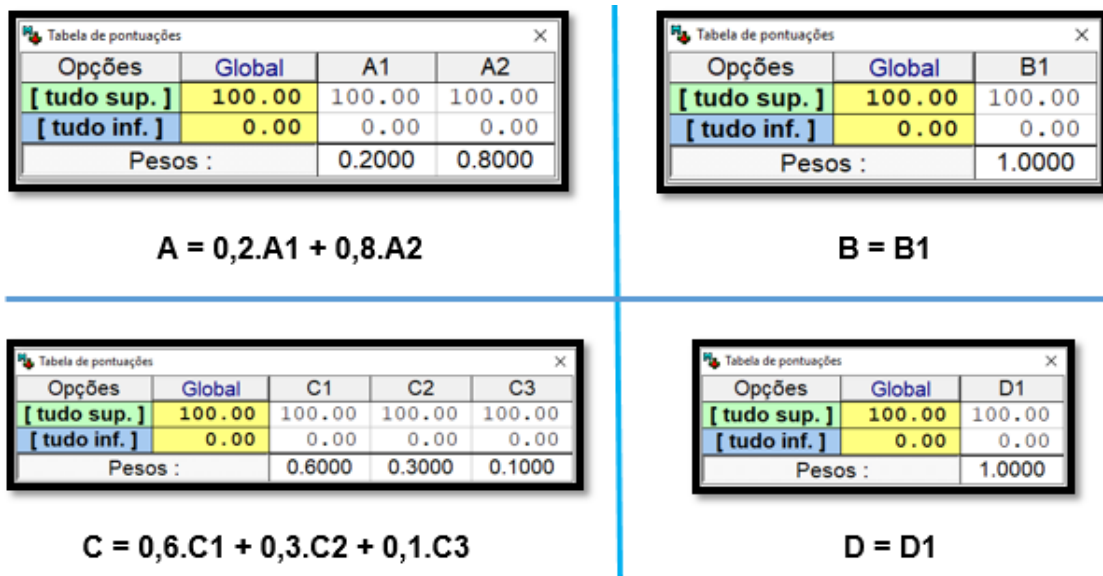 Tabela de pontuações ×
Opções Global A1 A2
[ tudo sup. ] 100.00 100.00 100.00
[ tudo inf. ] 0.00 0.00 0.00
Pesos : 0.2000 0.8000
A = 0,2.A1 + 0,8.A2
Tabela de pontuações ×
Opções Global B1
[ tudo sup. ] 100.00 100.00
[ tudo inf. ] 0.00 0.00
Pesos : 1.0000
B = B1
Tabela de pontuações ×
Opções Global C1 C2 C3
[ tudo sup. ] 100.00 100.00 100.00 100.00
[ tudo inf. ] 0.00 0.00 0.00 0.00
Pesos : 0.6000 0.3000 0.1000
C = 0,6.C1 + 0,3.C2 + 0,1.C3
Tabela de pontuações ×
Opções Global D1
[ tudo sup. ] 100.00 100.00
[ tudo inf. ] 0.00 0.00
Pesos : 1.0000
D = D1